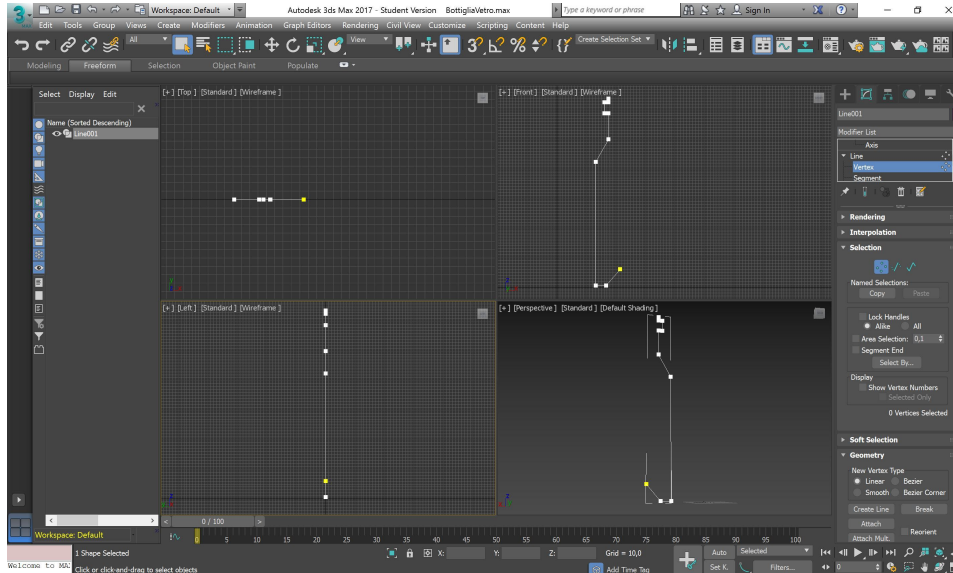 Workspace: Default
Autodesk 3ds Max 2017 - Student Version BottigliaVetro.max
Type a keyword or phrase
Sign In
Edit Tools Group Views Create Modifiers Animation Graph Editors Rendering Civil View Customize Scripting Content Help
All
View
Create Selection Set
Modeling Freeform Selection Object Paint Populate
Select Display Edit
Name (Sorted Descending)
Line001
[+] [Top] [Standard] [Wireframe]
[+] [Front] [Standard] [Wireframe]
[+] [Left] [Standard] [Wireframe]
[+] [Perspective] [Standard] [Default Shading]
Line001
Modifier List
Axis
Line
Vertex
Segment
Rendering
Interpolation
Selection
Named Selections:
Copy Paste
Lock Handles
Alike All
Area Selection: 0,1
Segment End
Select By...
Display
Show Vertex Numbers
Selected Only
0 Vertices Selected
Soft Selection
Geometry
New Vertex Type
Linear Bezier
Smooth Bezier Corner
Create Line Break
Attach
Reorient
Attach Mult.
0 / 100
Workspace: Default
0 5 10 15 20 25 30 35 40 45 50 55 60 65 70 75 80 85 90 95 100
1 Shape Selected
X: Y: Z: Grid = 10,0
Auto Selected
Welcome to MA
Click or click-and-drag to select objects
Add Time Tag
Set K. Filters...
0